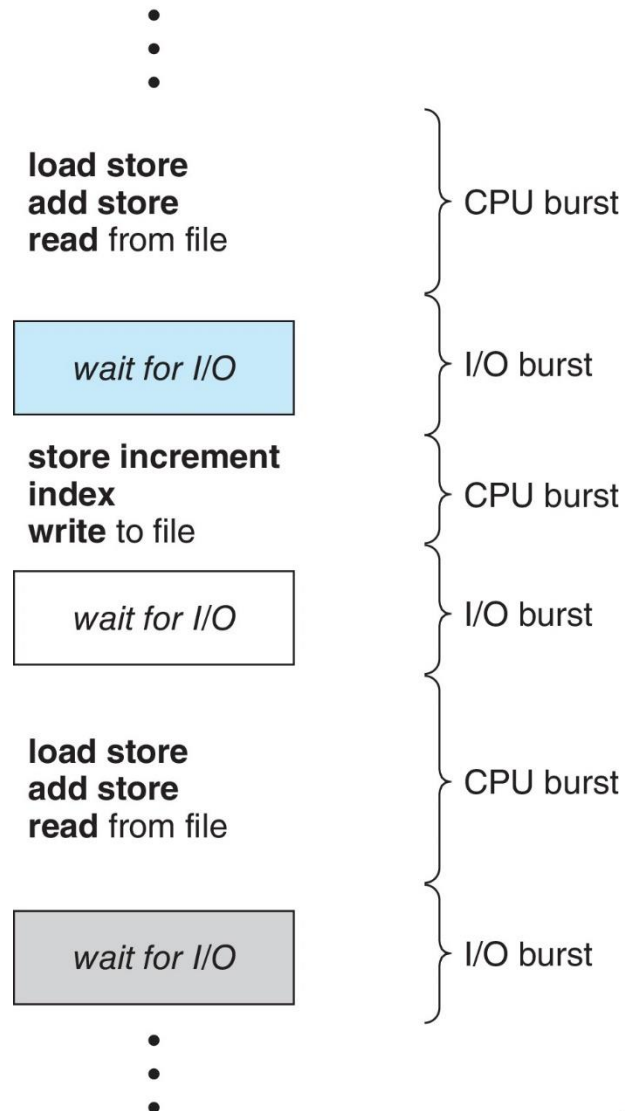 load store
add store
read from file
CPU burst
wait for I/O
I/O burst
store increment
index
write to file
CPU burst
wait for I/O
I/O burst
load store
add store
read from file
CPU burst
wait for I/O
I/O burst